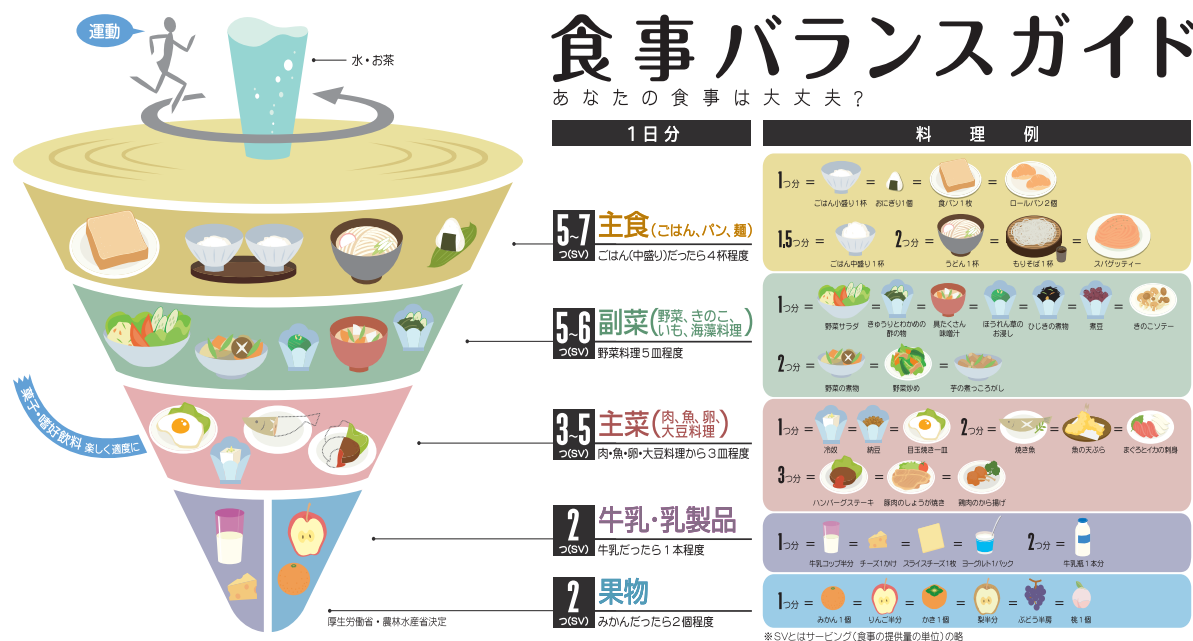 運動
水・お茶
食事バランスガイド
あなたの食事は大丈夫?
1日分
料理例
5~7
つ(SV)
主食(ごはん、パン、麺)
ごはん(中盛り)だったら4杯程度
5~6
つ(SV)
副菜(野菜、きのこ、
いも、海藻料理)
野菜料理5皿程度
3~5
つ(SV)
主菜(肉、魚、卵、
大豆料理)
肉・魚・卵・大豆料理から3皿程度
2
つ(SV)
牛乳・乳製品
牛乳だったら1本程度
2
つ(SV)
果物
みかんだったら2個程度
菓子・嗜好飲料 楽しく適度に
厚生労働省・農林水産省決定
1つ分 = = = =
ごはん小盛り1杯 おにぎり1個 食パン1枚 ロールパン2個
1,5つ分 = 2つ分 = = =
ごはん中盛り1杯 うどん1杯 もりそば1杯 スパゲッティー
1つ分 = = = = = = =
野菜サラダ きゅうりとわかめの 具たくさん ほうれん草の ひじきの煮物 煮豆 きのこソテー
酢の物 味噌汁 お浸し
2つ分 = = =
野菜の煮物 野菜炒め 芋の煮っころがし
1つ分 = = = 2つ分 = = =
冷奴 納豆 目玉焼き一皿 焼き魚 魚の天ぷら まぐろとイカの刺身
3つ分 = = =
ハンバーグステーキ 豚肉のしょうが焼き 鶏肉のから揚げ
1つ分 = = = = 2つ分 =
牛乳コップ半分 チーズ1かけ スライスチーズ1枚 ヨーグルト1パック 牛乳瓶1本分
1つ分 = = = = = =
みかん1個 りんご半分 かき1個 梨半分 ぶどう半房 桃1個
※SVとはサービング(食事の提供量の単位)の略